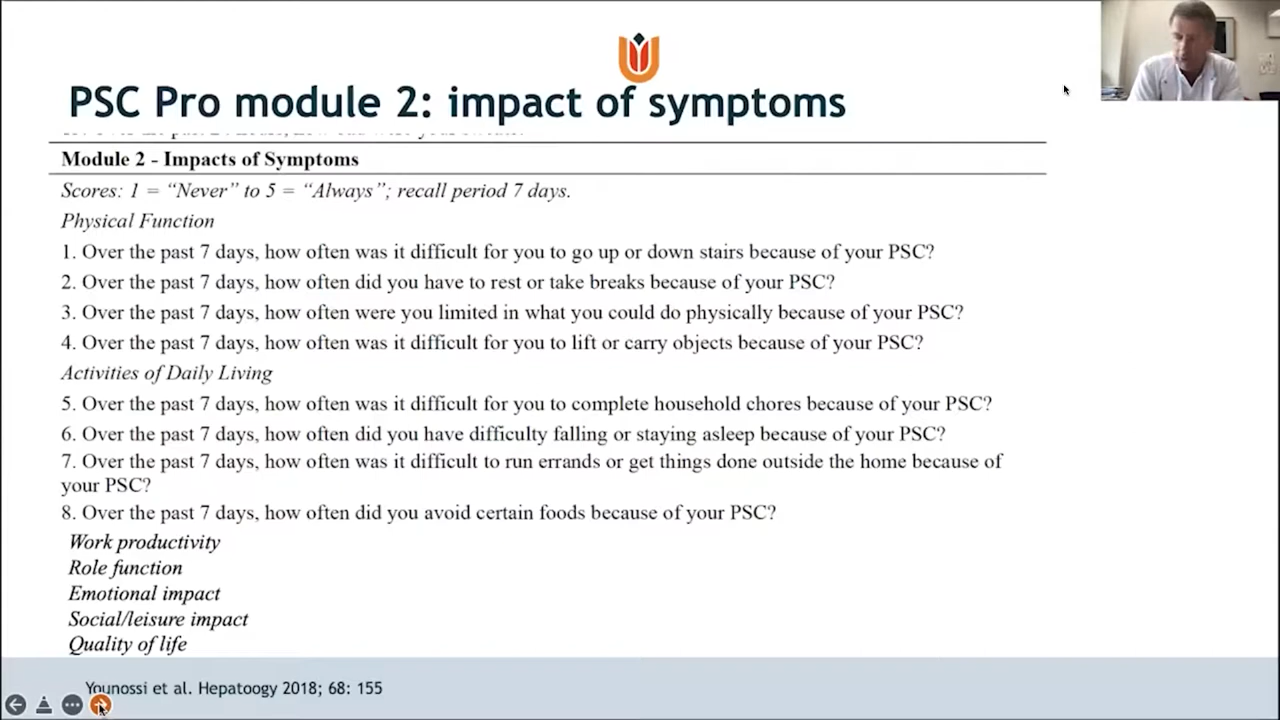 PSC Pro module 2: impact of symptoms
Module 2 - Impacts of Symptoms
Scores: 1 = “Never” to 5 = “Always”; recall period 7 days.
Physical Function
1. Over the past 7 days, how often was it difficult for you to go up or down stairs because of your PSC?
2. Over the past 7 days, how often did you have to rest or take breaks because of your PSC?
3. Over the past 7 days, how often were you limited in what you could do physically because of your PSC?
4. Over the past 7 days, how often was it difficult for you to lift or carry objects because of your PSC?
Activities of Daily Living
5. Over the past 7 days, how often was it difficult for you to complete household chores because of your PSC?
6. Over the past 7 days, how often did you have difficulty falling or staying asleep because of your PSC?
7. Over the past 7 days, how often was it difficult to run errands or get things done outside the home because of
your PSC?
8. Over the past 7 days, how often did you avoid certain foods because of your PSC?
Work productivity
Role function
Emotional impact
Social/leisure impact
Quality of life
Younossi et al. Hepatoogy 2018; 68: 155